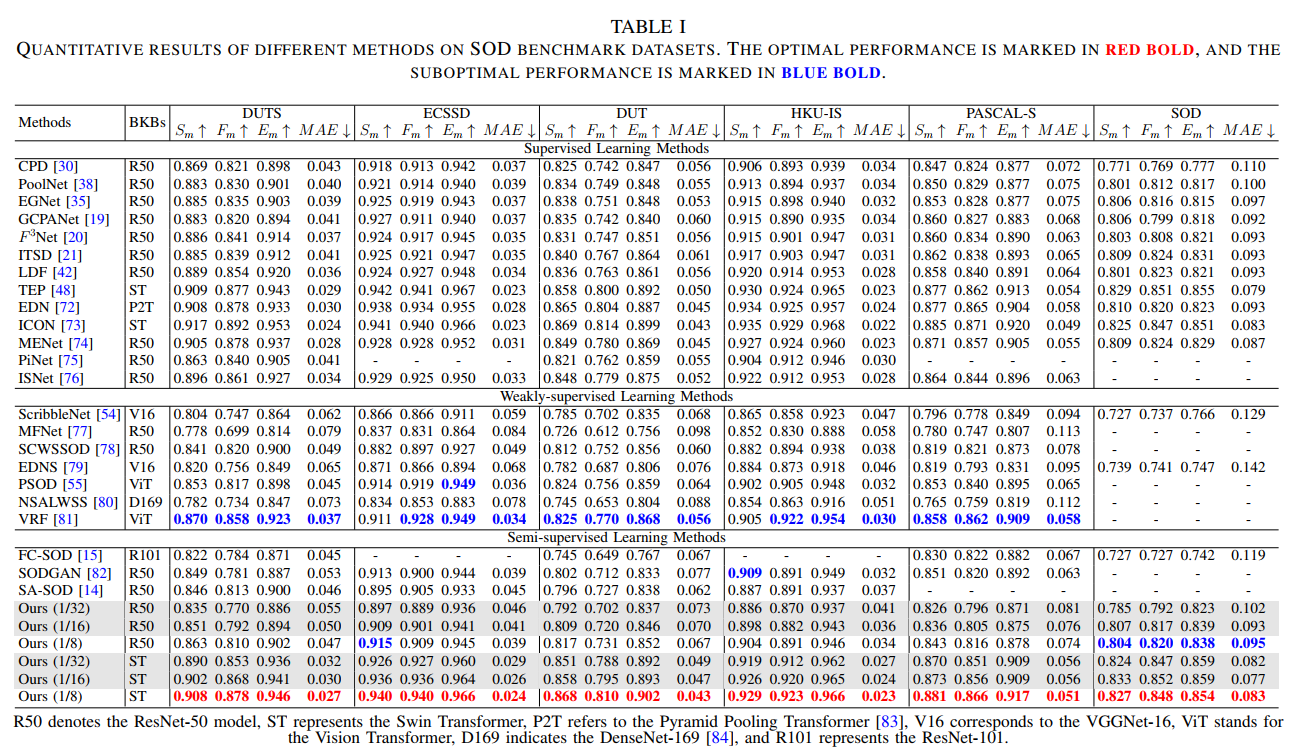 TABLE I
QUANTITATIVE RESULTS OF DIFFERENT METHODS ON SOD BENCHMARK DATASETS. THE OPTIMAL PERFORMANCE IS MARKED IN RED BOLD, AND THE
SUBOPTIMAL PERFORMANCE IS MARKED IN BLUE BOLD.
Methods BKBs DUTS ECSSD DUT HKU-IS PASCAL-S SOD
Sm ↑ Fm ↑ Em ↑ MAE ↓ Sm ↑ Fm ↑ Em ↑ MAE ↓ Sm ↑ Fm ↑ Em ↑ MAE ↓ Sm ↑ Fm ↑ Em ↑ MAE ↓ Sm ↑ Fm ↑ Em ↑ MAE ↓ Sm ↑ Fm ↑ Em ↑ MAE ↓
Supervised Learning Methods
CPD [30] R50 0.869 0.821 0.898 0.043 0.918 0.913 0.942 0.037 0.825 0.742 0.847 0.056 0.906 0.893 0.939 0.034 0.847 0.824 0.877 0.072 0.771 0.769 0.777 0.110
PoolNet [38] R50 0.883 0.830 0.901 0.040 0.921 0.914 0.940 0.039 0.834 0.749 0.848 0.055 0.913 0.894 0.937 0.034 0.850 0.829 0.877 0.075 0.801 0.812 0.817 0.100
EGNet [35] R50 0.885 0.835 0.903 0.039 0.925 0.919 0.943 0.037 0.838 0.751 0.848 0.053 0.915 0.898 0.940 0.032 0.853 0.828 0.877 0.075 0.806 0.816 0.815 0.097
GCPANet [19] R50 0.883 0.820 0.894 0.041 0.927 0.911 0.940 0.037 0.835 0.742 0.840 0.060 0.915 0.890 0.935 0.034 0.860 0.827 0.883 0.068 0.806 0.799 0.818 0.092
F³Net [20] R50 0.886 0.841 0.914 0.037 0.924 0.917 0.945 0.035 0.831 0.747 0.851 0.056 0.915 0.901 0.947 0.031 0.860 0.834 0.890 0.063 0.803 0.808 0.821 0.093
ITSD [21] R50 0.885 0.839 0.912 0.041 0.925 0.921 0.947 0.035 0.840 0.767 0.864 0.061 0.917 0.903 0.947 0.031 0.862 0.838 0.893 0.065 0.809 0.824 0.831 0.093
LDF [42] R50 0.889 0.854 0.920 0.036 0.924 0.927 0.948 0.034 0.836 0.763 0.861 0.056 0.920 0.914 0.953 0.028 0.858 0.840 0.891 0.064 0.801 0.823 0.821 0.093
TEP [48] ST 0.909 0.877 0.943 0.029 0.942 0.941 0.967 0.023 0.858 0.800 0.892 0.050 0.930 0.924 0.965 0.023 0.877 0.862 0.913 0.054 0.829 0.851 0.855 0.079
EDN [72] P2T 0.908 0.878 0.933 0.030 0.938 0.934 0.955 0.028 0.865 0.804 0.887 0.045 0.934 0.925 0.957 0.024 0.877 0.865 0.904 0.058 0.810 0.820 0.823 0.093
ICON [73] ST 0.917 0.892 0.953 0.024 0.941 0.940 0.966 0.023 0.869 0.814 0.899 0.043 0.935 0.929 0.968 0.022 0.885 0.871 0.920 0.049 0.825 0.847 0.851 0.083
MENet [74] R50 0.905 0.878 0.937 0.028 0.928 0.928 0.952 0.031 0.849 0.780 0.869 0.045 0.927 0.924 0.960 0.023 0.871 0.857 0.905 0.055 0.809 0.824 0.829 0.087
PiNet [75] R50 0.863 0.840 0.905 0.041 - - - - 0.821 0.762 0.859 0.055 0.904 0.912 0.946 0.030 - - - - - - - -
ISNet [76] R50 0.896 0.861 0.927 0.034 0.929 0.925 0.950 0.033 0.848 0.779 0.875 0.052 0.922 0.912 0.953 0.028 0.864 0.844 0.896 0.063 - - - -
Weakly-supervised Learning Methods
ScribbleNet [54] V16 0.804 0.747 0.864 0.062 0.866 0.866 0.911 0.059 0.785 0.702 0.835 0.068 0.865 0.858 0.923 0.047 0.796 0.778 0.849 0.094 0.727 0.737 0.766 0.129
MFNet [77] R50 0.778 0.699 0.814 0.079 0.837 0.831 0.864 0.084 0.726 0.612 0.756 0.098 0.852 0.830 0.888 0.058 0.780 0.747 0.807 0.113 - - - -
SCWSSOD [78] R50 0.841 0.820 0.900 0.049 0.882 0.897 0.927 0.049 0.812 0.752 0.856 0.060 0.882 0.894 0.938 0.038 0.819 0.821 0.873 0.078 - - - -
EDNS [79] V16 0.820 0.756 0.849 0.065 0.871 0.866 0.894 0.068 0.782 0.687 0.806 0.076 0.884 0.873 0.918 0.046 0.819 0.793 0.831 0.095 0.739 0.741 0.747 0.142
PSOD [55] ViT 0.853 0.817 0.898 0.045 0.914 0.919 0.949 0.036 0.824 0.756 0.859 0.064 0.902 0.905 0.948 0.032 0.853 0.840 0.895 0.065 - - - -
NSALWSS [80] D169 0.782 0.734 0.847 0.073 0.834 0.853 0.883 0.078 0.745 0.653 0.804 0.088 0.854 0.863 0.916 0.051 0.765 0.759 0.819 0.112 - - - -
VRF [81] ViT 0.870 0.858 0.923 0.037 0.911 0.928 0.949 0.034 0.825 0.770 0.868 0.056 0.905 0.922 0.954 0.030 0.858 0.862 0.909 0.058 - - - -
Semi-supervised Learning Methods
FC-SOD [15] R101 0.822 0.784 0.871 0.045 - - - - 0.745 0.649 0.767 0.067 - - - - 0.830 0.822 0.882 0.067 0.727 0.727 0.742 0.119
SODGAN [82] R50 0.849 0.781 0.887 0.053 0.913 0.900 0.944 0.039 0.802 0.712 0.833 0.077 0.909 0.891 0.949 0.032 0.851 0.820 0.892 0.063 - - - -
SA-SOD [14] R50 0.846 0.813 0.900 0.046 0.895 0.905 0.933 0.045 0.796 0.727 0.838 0.062 0.887 0.891 0.937 0.037 - - - - - - - -
Ours (1/32) R50 0.835 0.770 0.886 0.055 0.897 0.889 0.936 0.046 0.792 0.702 0.837 0.073 0.886 0.870 0.937 0.041 0.826 0.796 0.871 0.081 0.785 0.792 0.823 0.102
Ours (1/16) R50 0.851 0.792 0.894 0.050 0.909 0.901 0.941 0.041 0.809 0.720 0.846 0.070 0.898 0.882 0.943 0.036 0.836 0.805 0.875 0.076 0.807 0.817 0.839 0.093
Ours (1/8) R50 0.863 0.810 0.902 0.047 0.915 0.909 0.945 0.039 0.817 0.731 0.852 0.067 0.904 0.891 0.946 0.034 0.843 0.816 0.878 0.074 0.804 0.820 0.838 0.095
Ours (1/32) ST 0.890 0.853 0.936 0.032 0.926 0.927 0.960 0.029 0.851 0.788 0.892 0.049 0.919 0.912 0.962 0.027 0.870 0.851 0.909 0.056 0.824 0.847 0.859 0.082
Ours (1/16) ST 0.902 0.868 0.941 0.030 0.936 0.936 0.964 0.026 0.858 0.795 0.893 0.047 0.926 0.920 0.965 0.024 0.873 0.856 0.909 0.056 0.833 0.852 0.859 0.077
Ours (1/8) ST 0.908 0.878 0.946 0.027 0.940 0.940 0.966 0.024 0.868 0.810 0.902 0.043 0.929 0.923 0.966 0.023 0.881 0.866 0.917 0.051 0.827 0.848 0.854 0.083
R50 denotes the ResNet-50 model, ST represents the Swin Transformer, P2T refers to the Pyramid Pooling Transformer [83], V16 corresponds to the VGGNet-16, ViT stands for
the Vision Transformer, D169 indicates the DenseNet-169 [84], and R101 represents the ResNet-101.